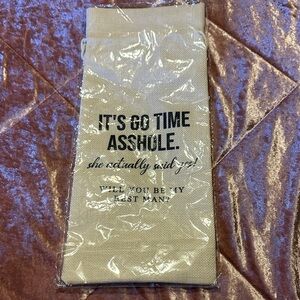 IT'S GO TIME
ASSHOLE.
she actually said yes!
WILL YOU BE MY
BEST MAN?